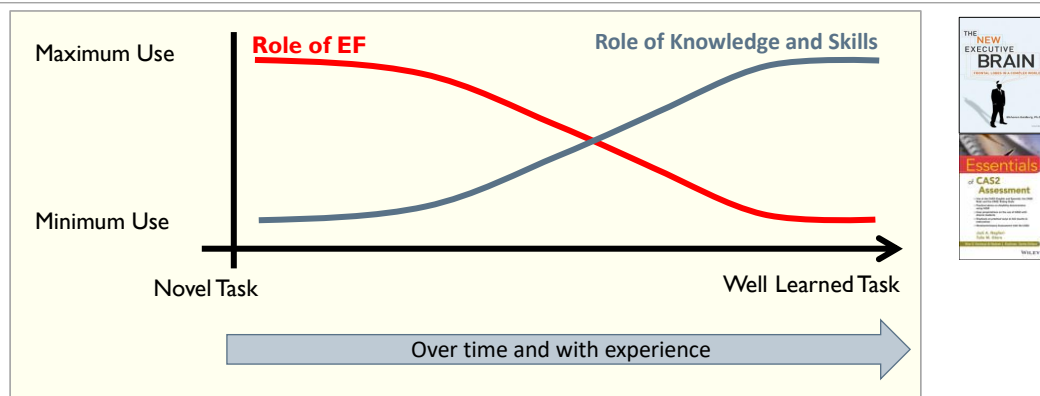 Maximum Use
Role of EF
Role of Knowledge and Skills
Minimum Use
Novel Task
Well Learned Task
Over time and with experience
THE
NEW
EXECUTIVE
BRAIN
Essentials
of CAS2
Assessment
WILEY